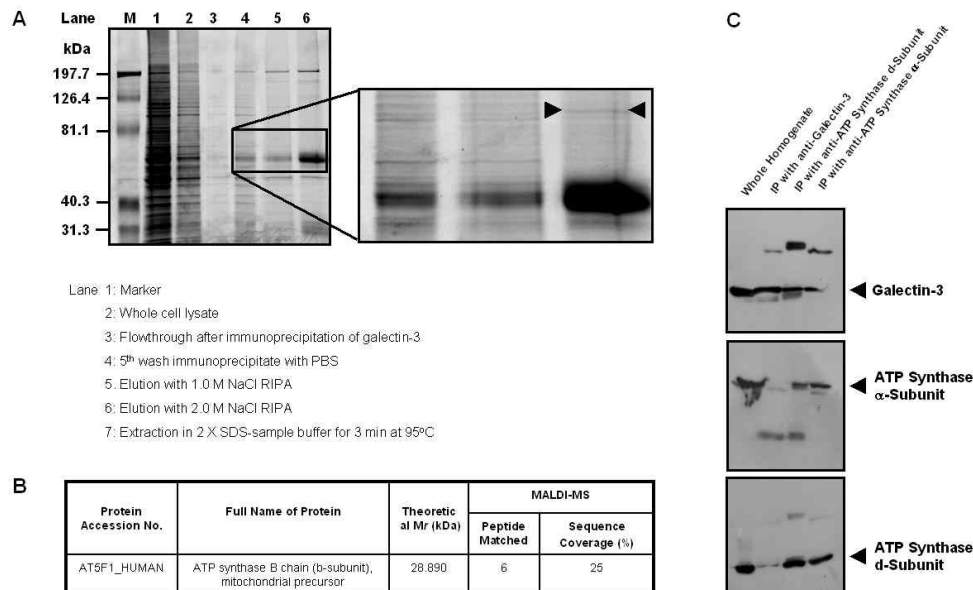 A
Lane M 1 2 3 4 5 6
kDa
197.7
126.4
81.1
40.3
31.3
Lane 1: Marker
2: Whole cell lysate
3: Flowthrough after immunoprecipitation of galectin-3
4: 5th wash immunoprecipitate with PBS
5. Elution with 1.0 M NaCl RIPA
6: Elution with 2.0 M NaCl RIPA
7: Extraction in 2 X SDS-sample buffer for 3 min at 95ºC
B
Protein Accession No.
Full Name of Protein
Theoretic
al Mr (kDa)
MALDI-MS
Peptide
Matched
Sequence
Coverage (%)
AT5F1_HUMAN
ATP synthase B chain (b-subunit),
mitochondrial precursor
28.890
6
25
C
Whole Homogenate
IP with anti-Galectin-3
IP with anti-ATP Synthase d-Subunit
IP with anti-ATP Synthase α-Subunit
Galectin-3
ATP Synthase
α-Subunit
ATP Synthase
d-Subunit